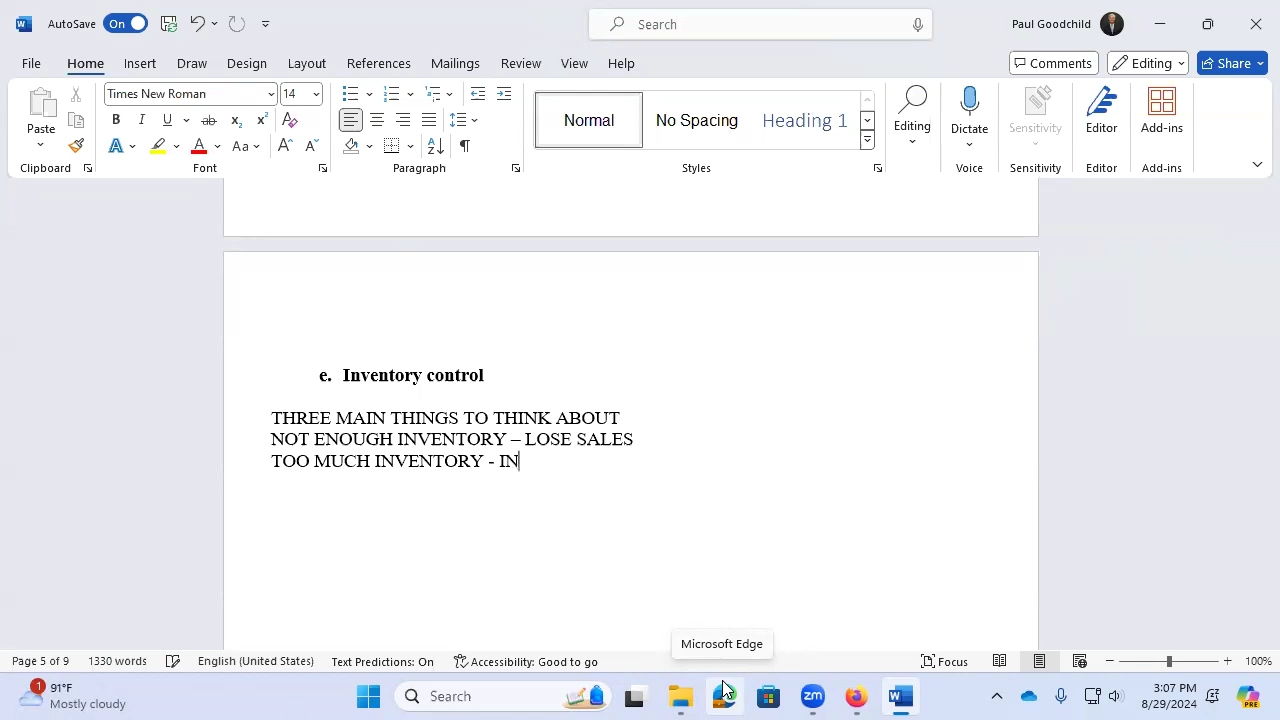 AutoSave On Search Paul Goodchild
File Home Insert Draw Design Layout References Mailings Review View Help Comments Editing Share
Paste Times New Roman 14 Normal No Spacing Heading 1 Editing Dictate Sensitivity Editor Add-ins
Clipboard Font Paragraph Styles Voice Sensitivity Editor Add-ins
e. Inventory control
THREE MAIN THINGS TO THINK ABOUT
NOT ENOUGH INVENTORY – LOSE SALES
TOO MUCH INVENTORY - IN
Microsoft Edge
Page 5 of 9 1330 words English (United States) Text Predictions: On Accessibility: Good to go Focus 100%
1 91°F Search zm 3:07 PM PRE
Mostly cloudy 8/29/2024